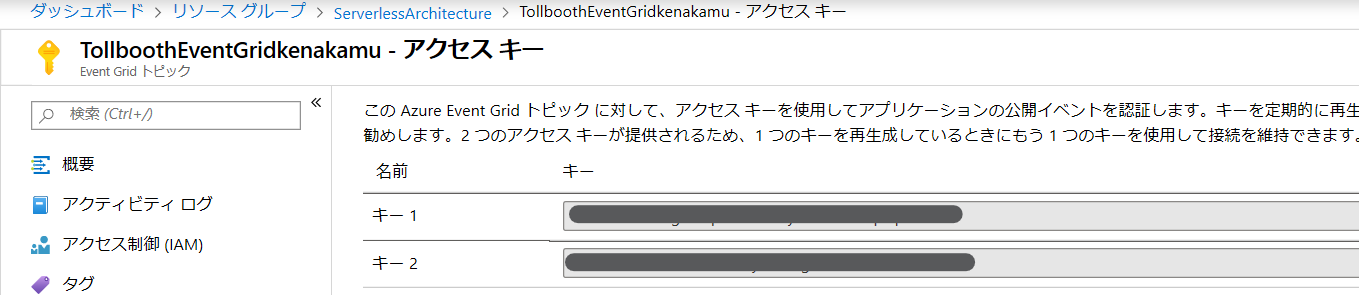 ダッシュボード > リソース グループ > ServerlessArchitecture > TollboothEventGridkenakamu - アクセス キー
TollboothEventGridkenakamu - アクセス キー
Event Grid トピック
検索 (Ctrl+/)
«
概要
アクティビティ ログ
アクセス制御 (IAM)
タグ
この Azure Event Grid トピック に対して、アクセス キーを使用してアプリケーションの公開イベントを認証します。キーを定期的に再生
勧めします。2 つのアクセス キーが提供されるため、1 つのキーを再生成しているときにもう 1 つのキーを使用して接続を維持できます。
名前 キー
キー 1
キー 2